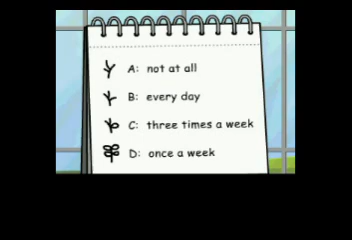 A: not at all
B: every day
C: three times a week
D: once a week